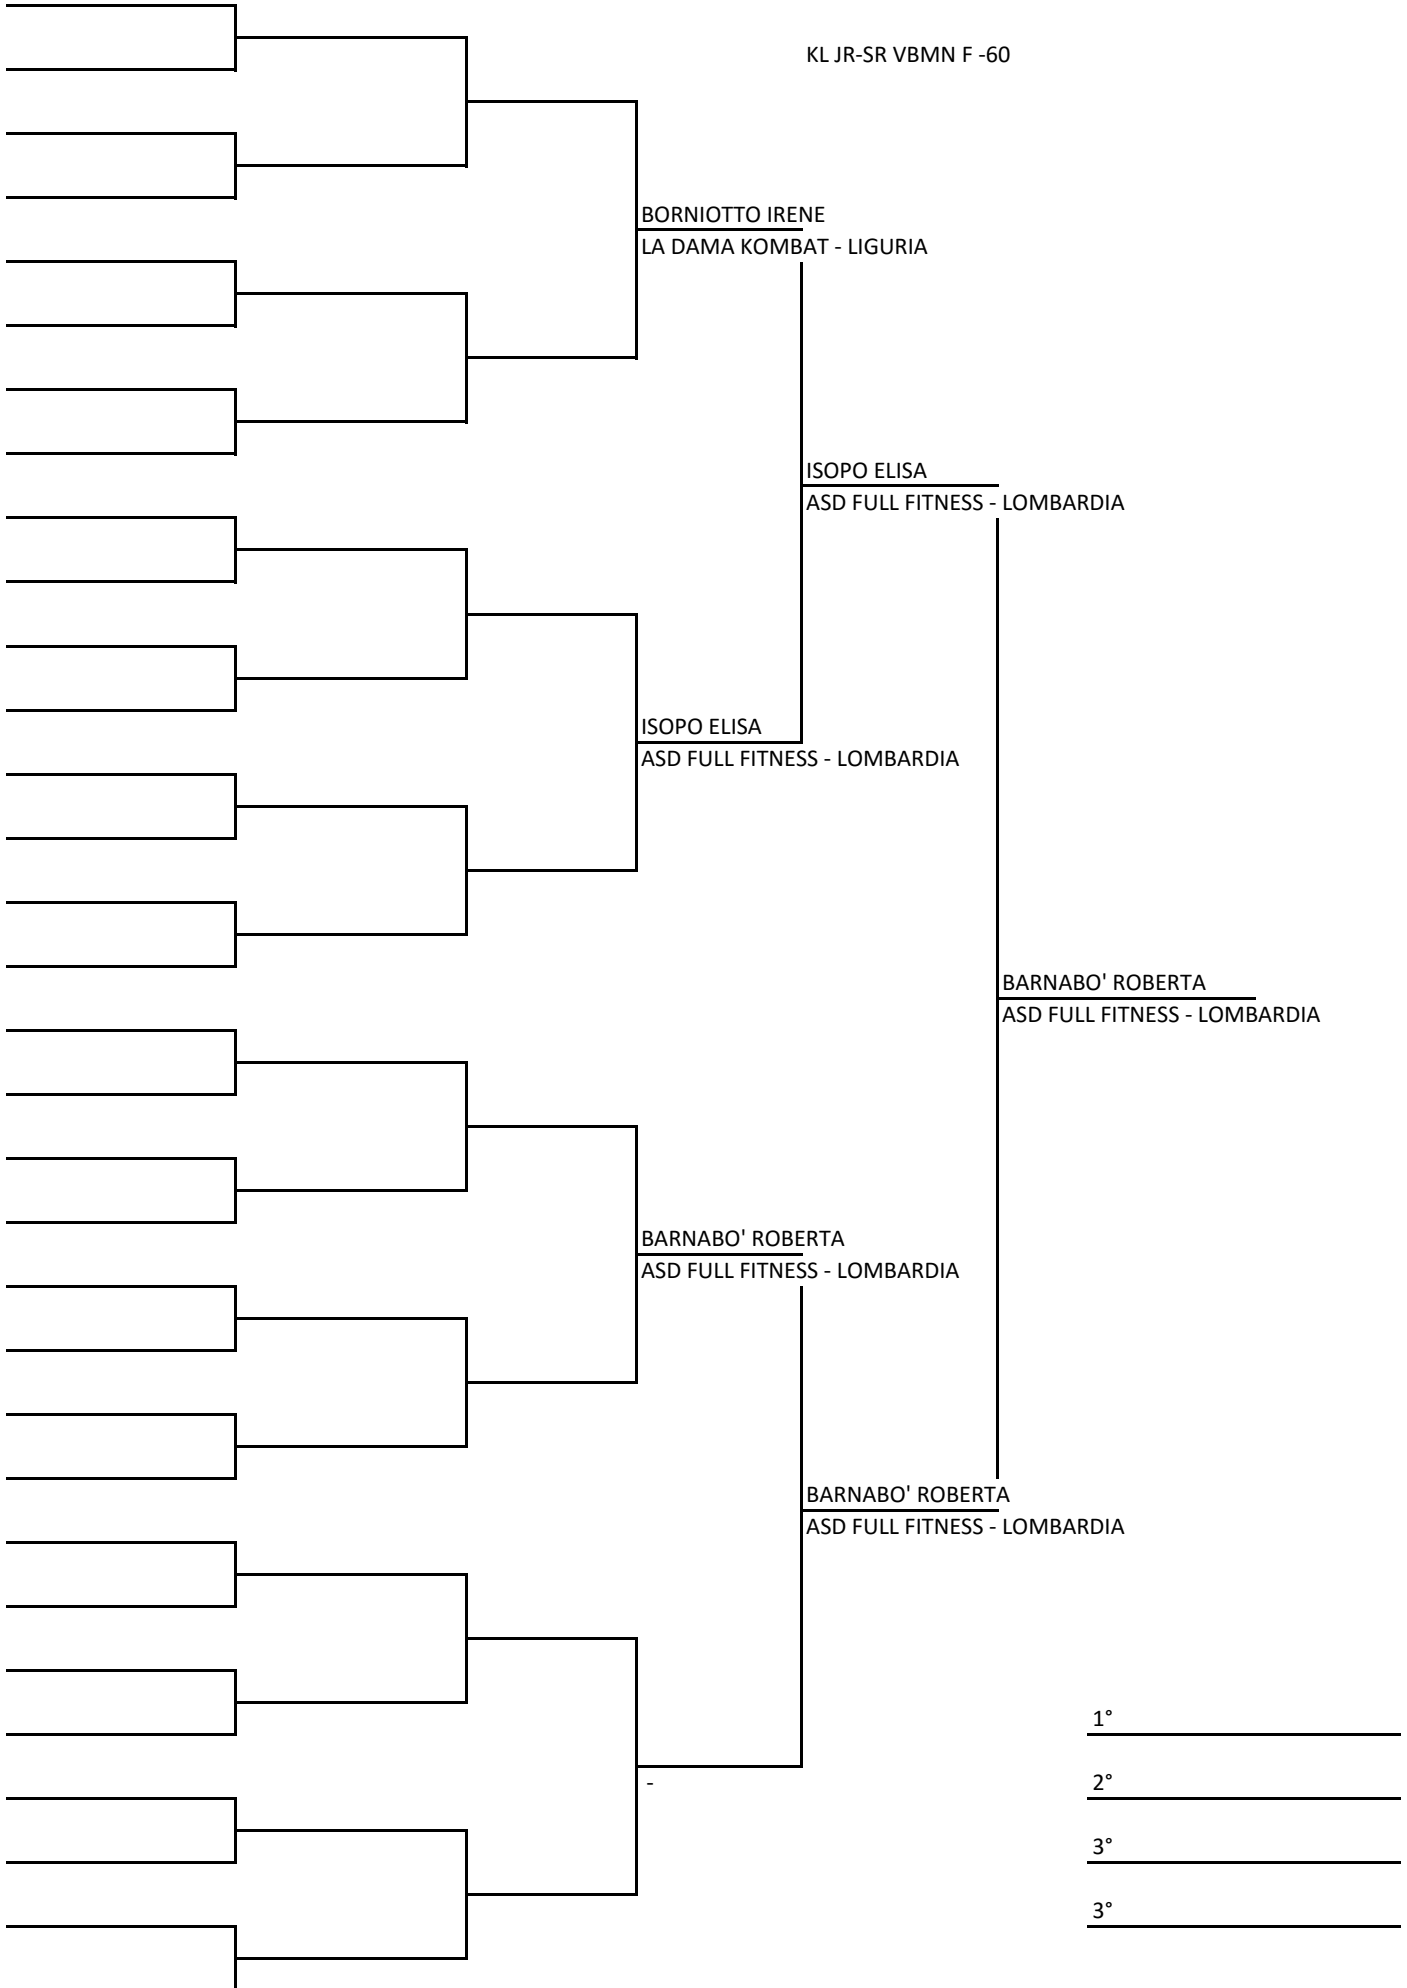 KL JR-SR VBMN F -60
BORNIOTTO IRENE
LA DAMA KOMBAT - LIGURIA
ISOPO ELISA
ASD FULL FITNESS - LOMBARDIA
ISOPO ELISA
ASD FULL FITNESS - LOMBARDIA
BARNABO' ROBERTA
ASD FULL FITNESS - LOMBARDIA
BARNABO' ROBERTA
ASD FULL FITNESS - LOMBARDIA
BARNABO' ROBERTA
ASD FULL FITNESS - LOMBARDIA
1°
-
2°
3°
3°